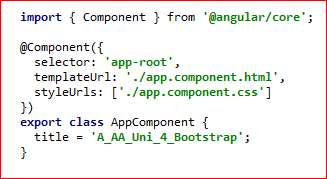 import { Component } from '@angular/core';
@Component({
selector: 'app-root',
templateUrl: './app.component.html',
styleUrls: ['./app.component.css']
})
export class AppComponent {
title = 'A_AA_Uni_4_Bootstrap';
}